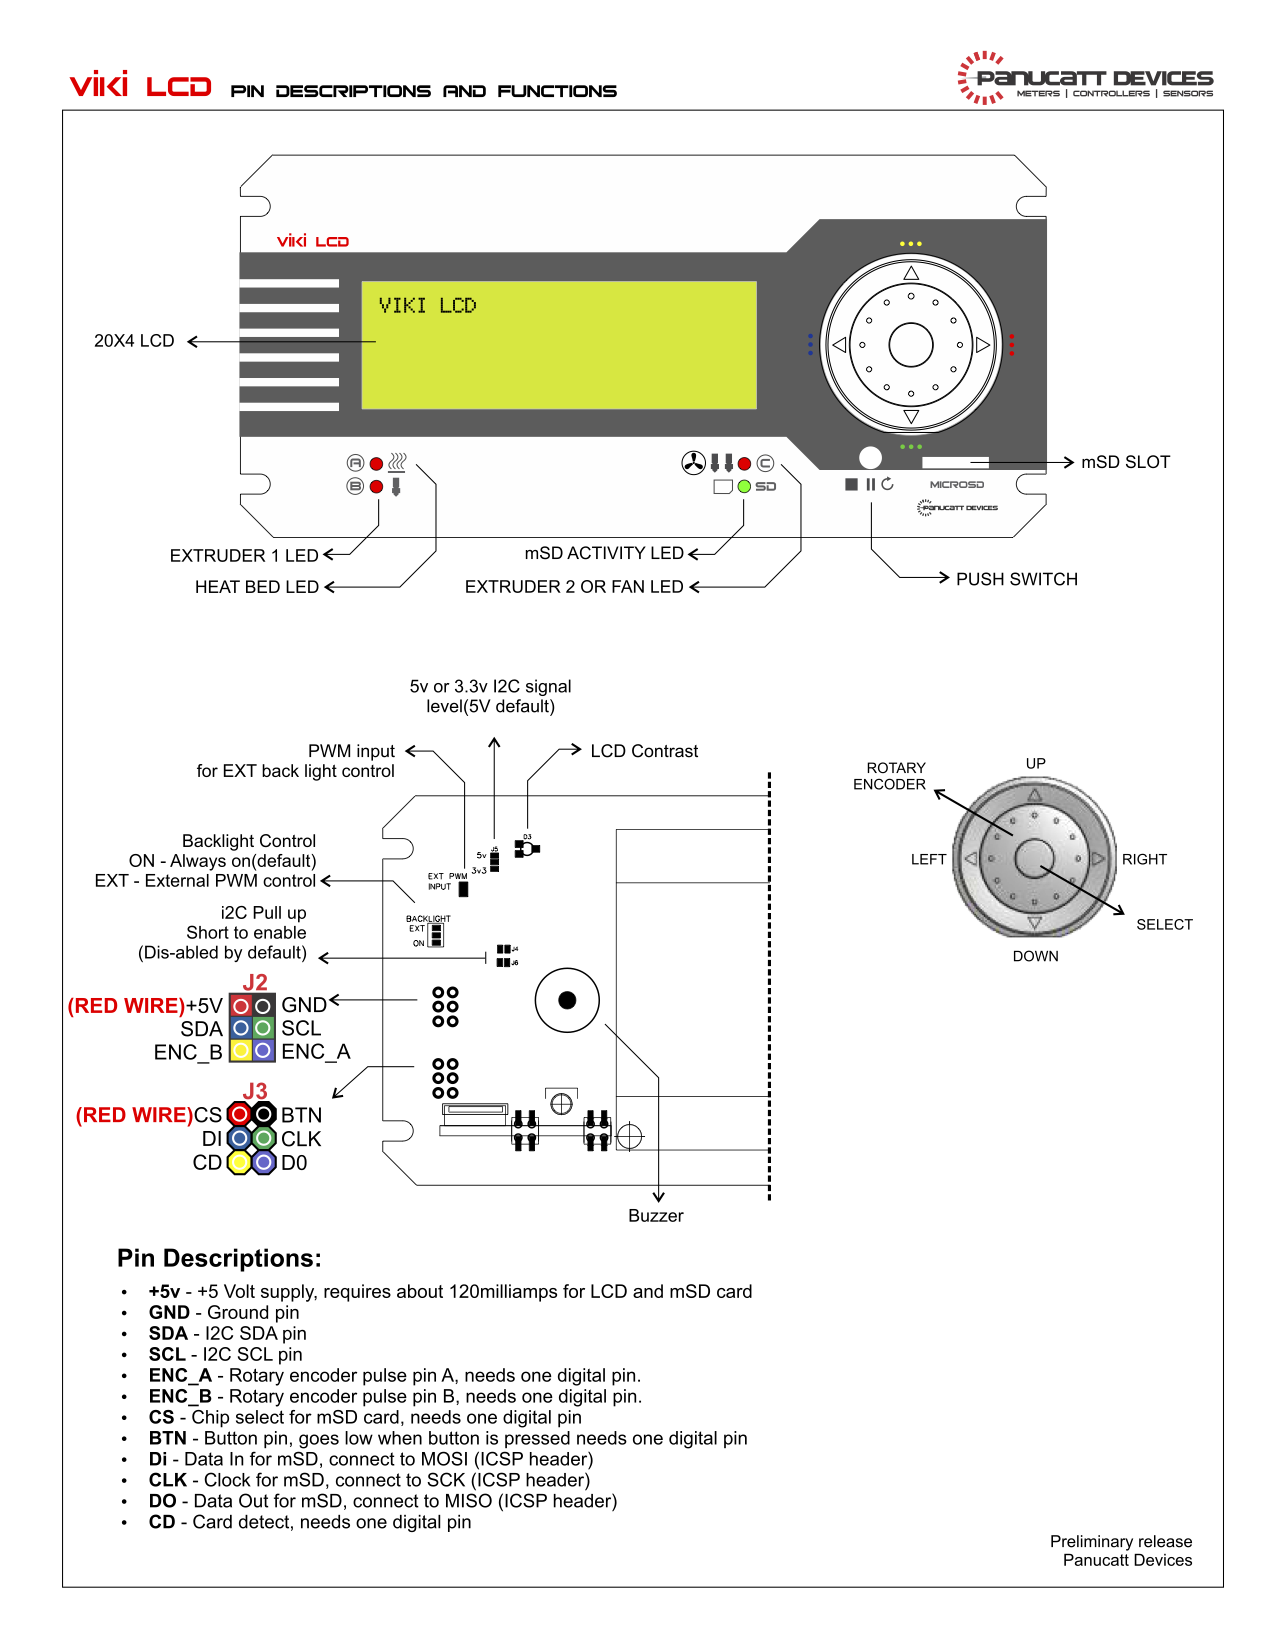 Viki LCD PIN DESCRIPTIONS AND FUNCTIONS
PANUCATT DEVICES
METERS | CONTROLLERS | SENSORS
Viki LCD
VIKI LCD
20X4 LCD
A
B
C
SD
MICROSD
PANUCATT DEVICES
mSD SLOT
EXTRUDER 1 LED
HEAT BED LED
mSD ACTIVITY LED
EXTRUDER 2 OR FAN LED
PUSH SWITCH
5v or 3.3v I2C signal
level(5V default)
PWM input
for EXT back light control
LCD Contrast
Backlight Control
ON - Always on(default)
EXT - External PWM control
i2C Pull up
Short to enable
(Dis-abled by default)
D3
J5
5v
3v3
EXT PWM
INPUT
BACKLIGHT
EXT
ON
J4
J6
ROTARY
ENCODER
UP
LEFT
RIGHT
SELECT
DOWN
J2
(RED WIRE)+5V GND
SDA SCL
ENC_B ENC_A
J3
(RED WIRE)CS BTN
DI CLK
CD D0
Buzzer
Pin Descriptions:
• +5v - +5 Volt supply, requires about 120milliamps for LCD and mSD card
• GND - Ground pin
• SDA - I2C SDA pin
• SCL - I2C SCL pin
• ENC_A - Rotary encoder pulse pin A, needs one digital pin.
• ENC_B - Rotary encoder pulse pin B, needs one digital pin.
• CS - Chip select for mSD card, needs one digital pin
• BTN - Button pin, goes low when button is pressed needs one digital pin
• Di - Data In for mSD, connect to MOSI (ICSP header)
• CLK - Clock for mSD, connect to SCK (ICSP header)
• DO - Data Out for mSD, connect to MISO (ICSP header)
• CD - Card detect, needs one digital pin
Preliminary release
Panucatt Devices